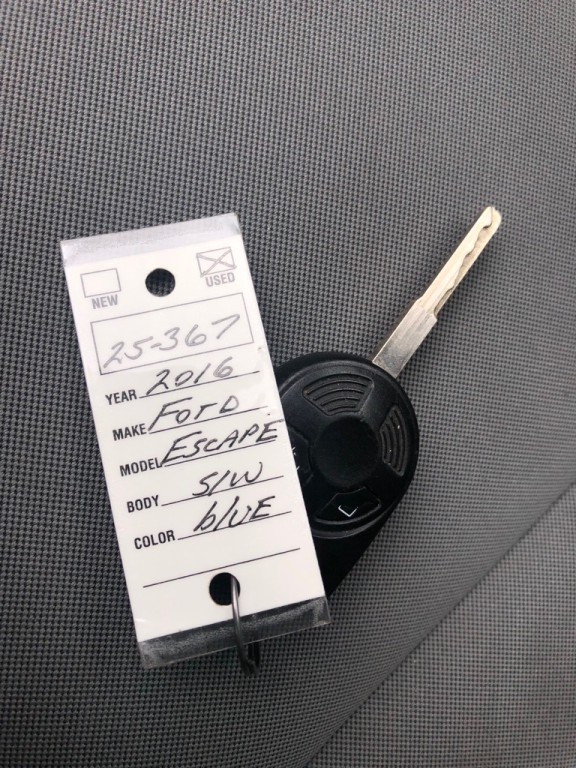 NEW USED
25-367
YEAR 2016
MAKE FORD
MODEL ESCAPE
BODY S/W
COLOR blUE